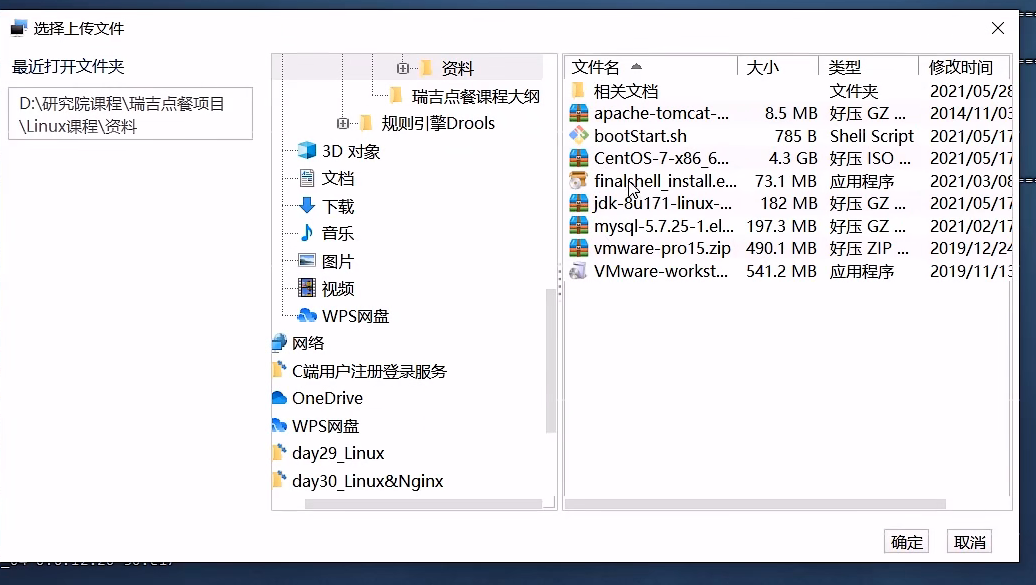 选择上传文件
最近打开文件夹
D:\研究院课程\瑞吉点餐项目
\Linux课程\资料
资料
瑞吉点餐课程大纲
规则引擎Drools
3D 对象
文档
下载
音乐
图片
视频
WPS网盘
网络
C端用户注册登录服务
OneDrive
WPS网盘
day29_Linux
day30_Linux&Nginx
文件名 大小 类型 修改时间
相关文档 文件夹 2021/05/28
apache-tomcat-... 8.5 MB 好压 GZ ... 2014/11/03
bootStart.sh 785 B Shell Script 2021/05/17
CentOS-7-x86_6... 4.3 GB 好压 ISO ... 2021/05/17
finalshell_install.e... 73.1 MB 应用程序 2021/03/08
jdk-8u171-linux-... 182 MB 好压 GZ ... 2021/05/17
mysql-5.7.25-1.el... 197.3 MB 好压 GZ ... 2021/02/17
vmware-pro15.zip 490.1 MB 好压 ZIP ... 2019/12/24
VMware-workst... 541.2 MB 应用程序 2019/11/13
确定 取消